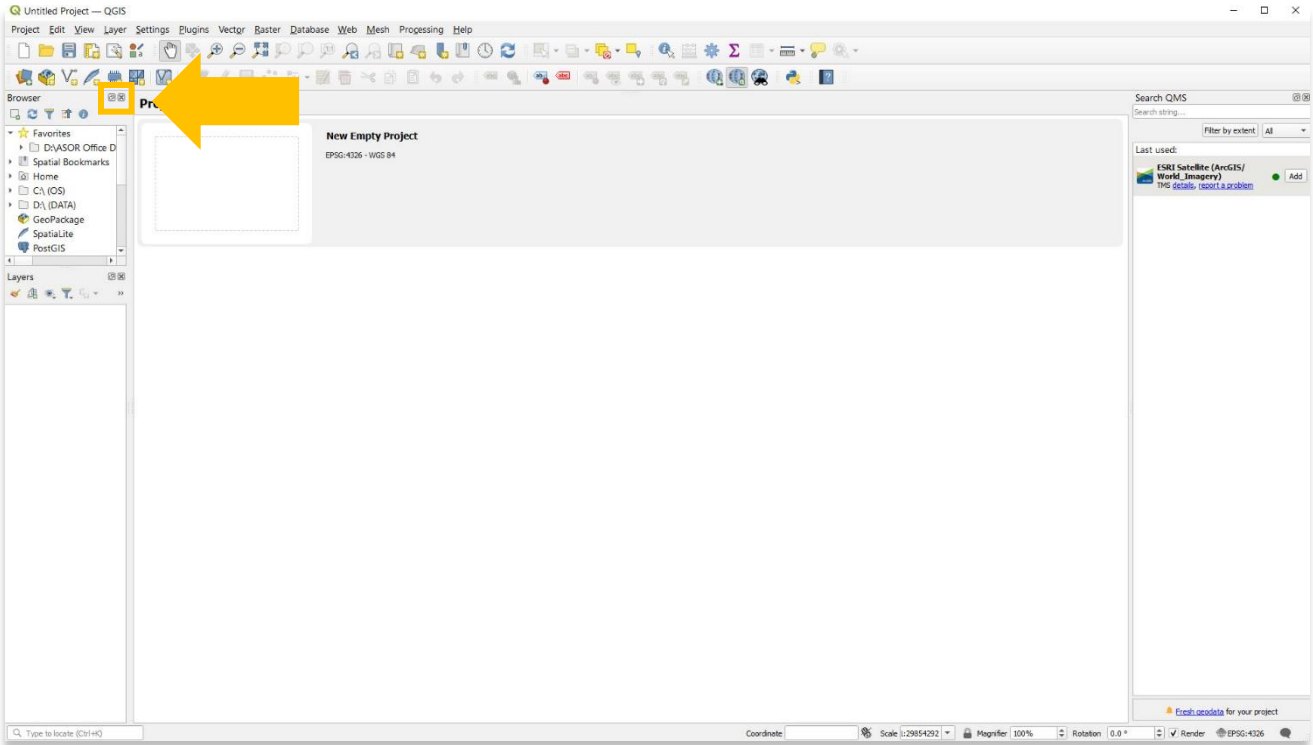 Untitled Project — QGIS
Project Edit View Layer Settings Plugins Vector Raster Database Web Mesh Processing Help
Browser
Favorites
D:\ASOR Office D
Spatial Bookmarks
Home
C:\ (OS)
D:\ (DATA)
GeoPackage
SpatiaLite
PostGIS
Layers
New Empty Project
EPSG:4326 - WGS 84
Search QMS
Search string...
Filter by extent All
Last used:
ESRI Satellite (ArcGIS/
World_Imagery)
TMS details, report a problem
Add
Fresh geodata for your project
Type to locate (Ctrl+K)
Coordinate
Scale 1:29854292
Magnifier 100%
Rotation 0.0 °
Render
EPSG:4326